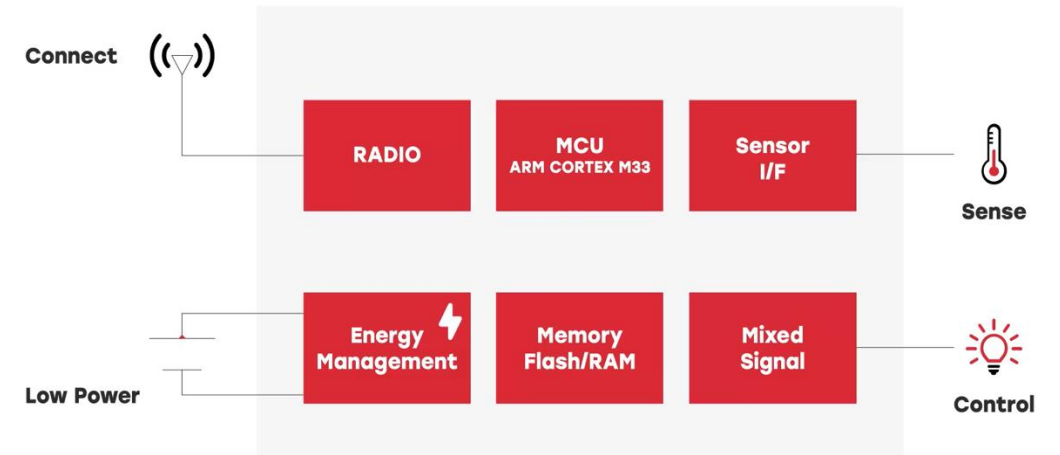 Connect
RADIO
MCU
ARM CORTEX M33
Sensor
I/F
Sense
Energy
Management
Memory
Flash/RAM
Mixed
Signal
Low Power
Control